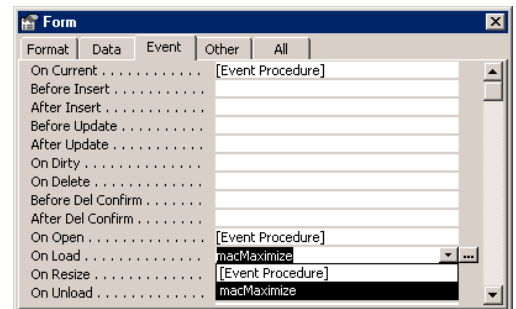 Form
Format Data Event Other All
On Current . . . . . . . . . . . . [Event Procedure]
Before Insert . . . . . . . . . . .
After Insert . . . . . . . . . . . .
Before Update . . . . . . . . . .
After Update . . . . . . . . . . .
On Dirty . . . . . . . . . . . . . .
On Delete . . . . . . . . . . . . .
Before Del Confirm . . . . . . .
After Del Confirm . . . . . . . .
On Open . . . . . . . . . . . . . . [Event Procedure]
On Load . . . . . . . . . . . . . . macMaximize ...
On Resize . . . . . . . . . . . . . [Event Procedure]
On Unload . . . . . . . . . . . . . macMaximize